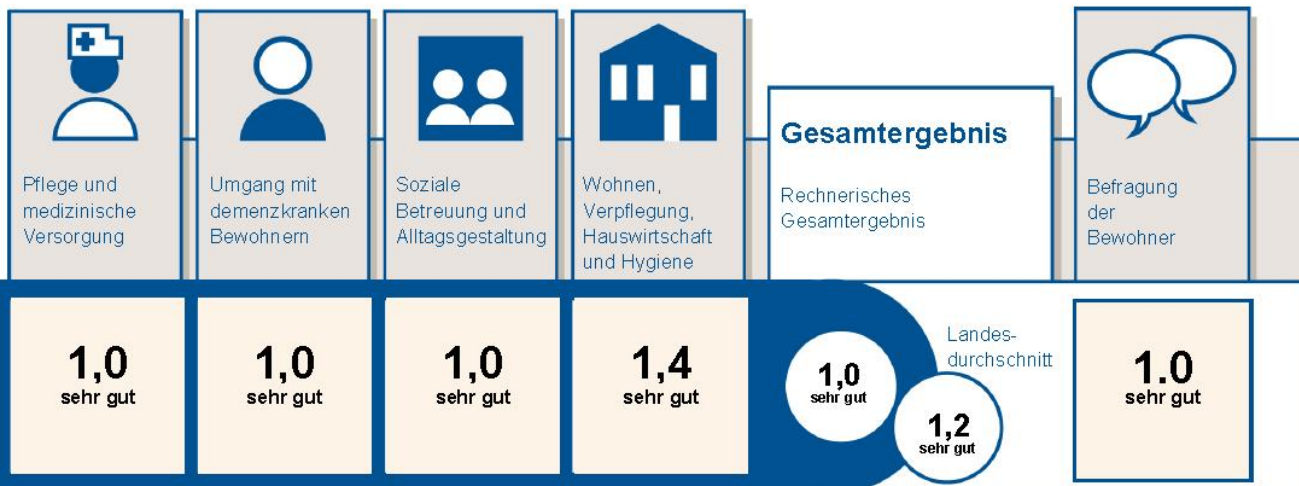 Pflege und
medizinische
Versorgung
Umgang mit
demenzkranken
Bewohnern
Soziale
Betreuung und
Alltagsgestaltung
Wohnen,
Verpflegung,
Hauswirtschaft
und Hygiene
Gesamtergebnis
Rechnerisches
Gesamtergebnis
Befragung
der
Bewohner
1,0
sehr gut
1,0
sehr gut
1,0
sehr gut
1,4
sehr gut
1,0
sehr gut
Landes-
durchschnitt
1,2
sehr gut
1.0
sehr gut